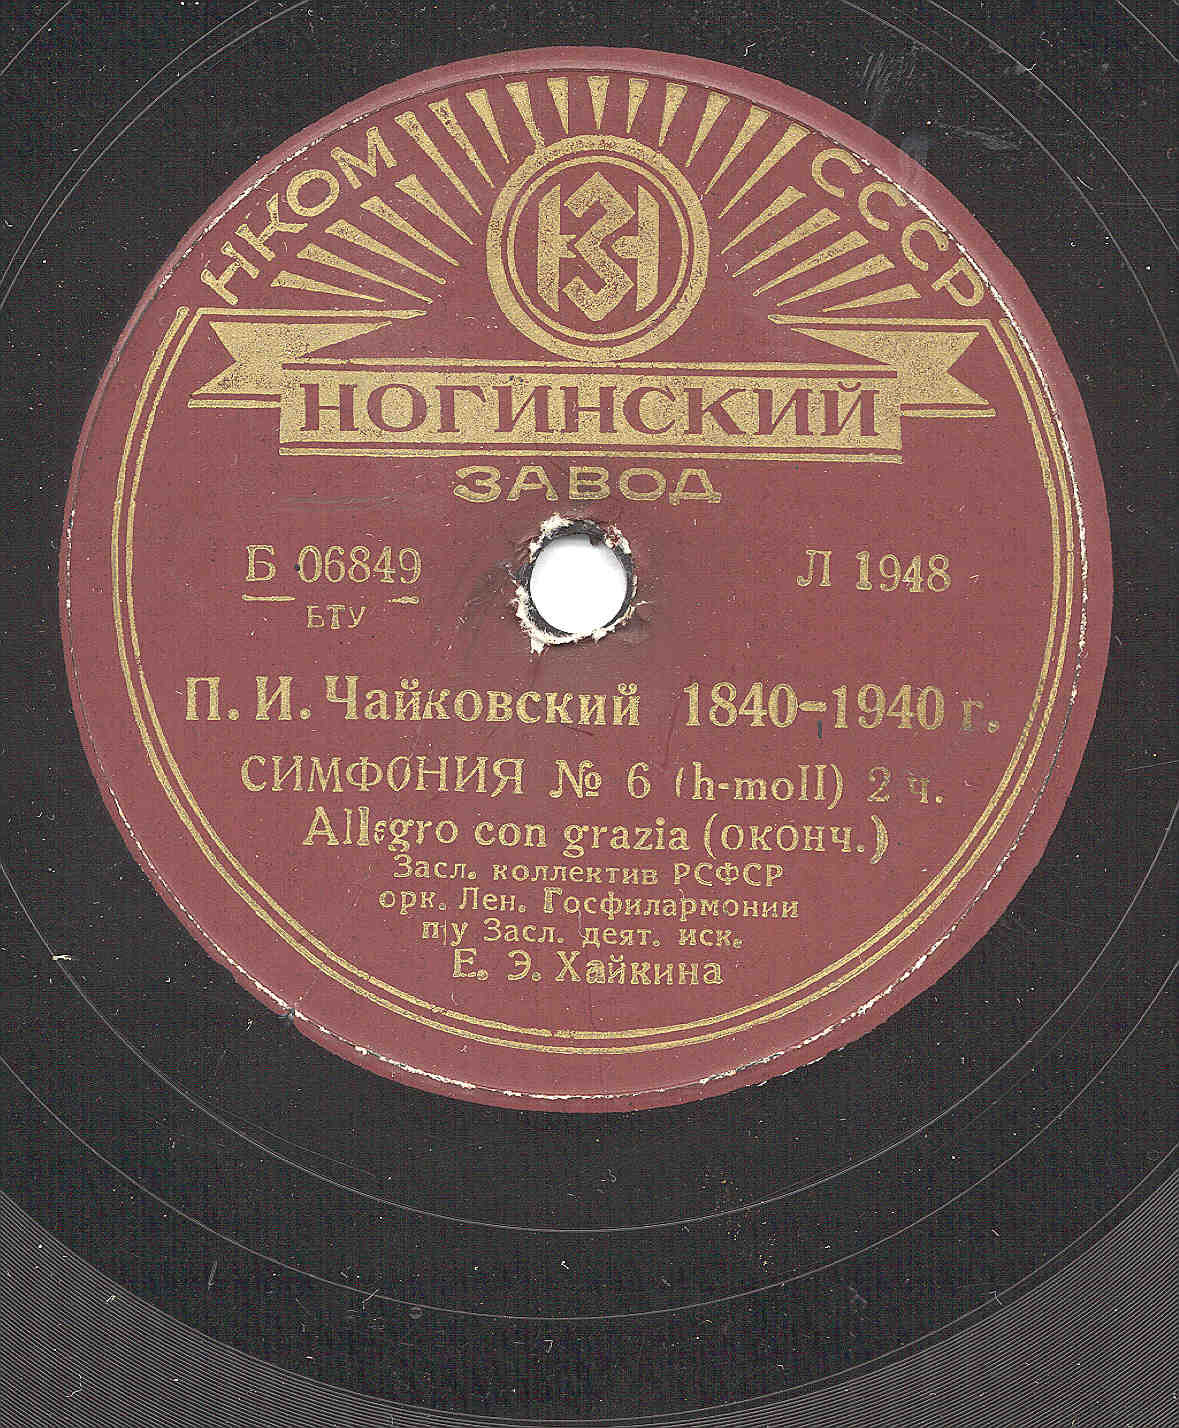 НКОМ СССР
НЗ
НОГИНСКИЙ
ЗАВОД
Б 06849 Л 1948
БТУ
П. И. Чайковский 1840-1940 г.
СИМФОНИЯ № 6 (h-moll) 2 ч.
Allegro con grazia (оконч.)
Засл. коллектив РСФСР
орк. Лен. Госфилармонии
п/у Засл. деят. иск.
Е. Э. Хайкина